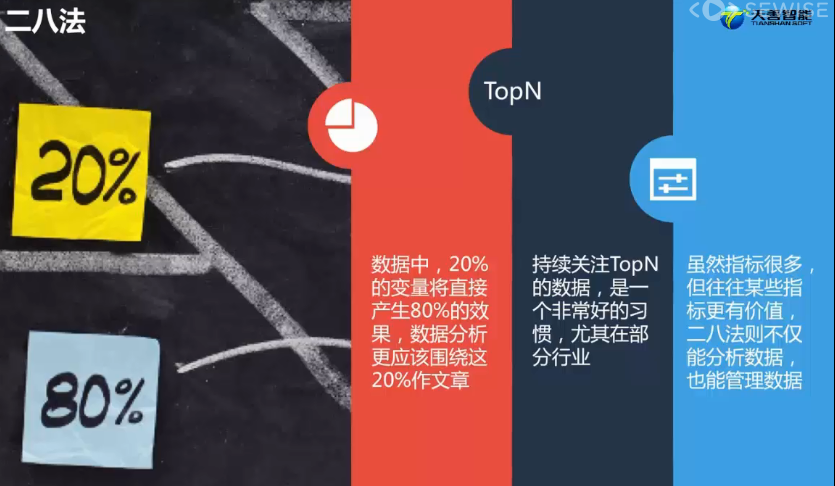 二八法
SEWISE
天善智能
TIANSHAN SOFT
20%
80%
TopN
数据中，20%
的变量将直接
产生80%的效
果，数据分析
更应该围绕这
20%作文章
持续关注TopN
的数据，是一
个非常好的习
惯，尤其在部
分行业
虽然指标很多，
但往往某些指
标更有价值，
二八法则不仅
能分析数据，
也能管理数据